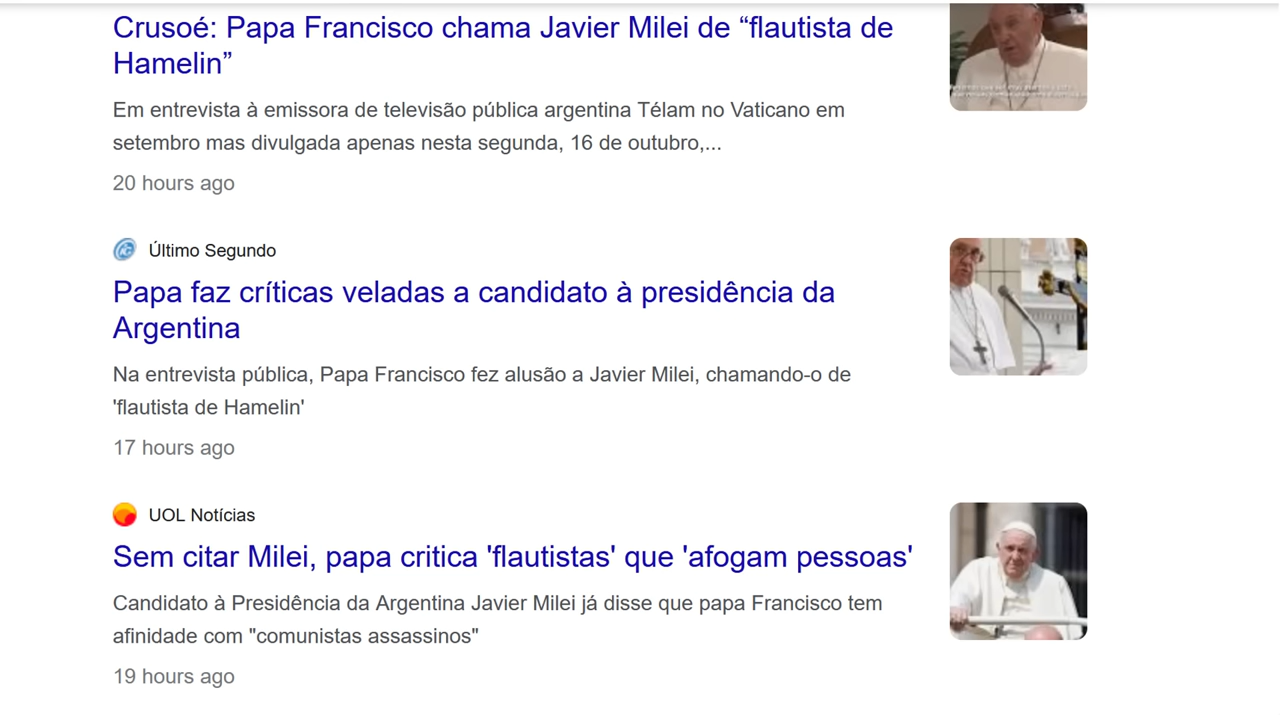 Crusoé: Papa Francisco chama Javier Milei de “flautista de
Hamelin”
Em entrevista à emissora de televisão pública argentina Télam no Vaticano em
setembro mas divulgada apenas nesta segunda, 16 de outubro,...
20 hours ago
Último Segundo
Papa faz críticas veladas a candidato à presidência da
Argentina
Na entrevista pública, Papa Francisco fez alusão a Javier Milei, chamando-o de
'flautista de Hamelin'
17 hours ago
UOL Notícias
Sem citar Milei, papa critica 'flautistas' que 'afogam pessoas'
Candidato à Presidência da Argentina Javier Milei já disse que papa Francisco tem
afinidade com "comunistas assassinos"
19 hours ago